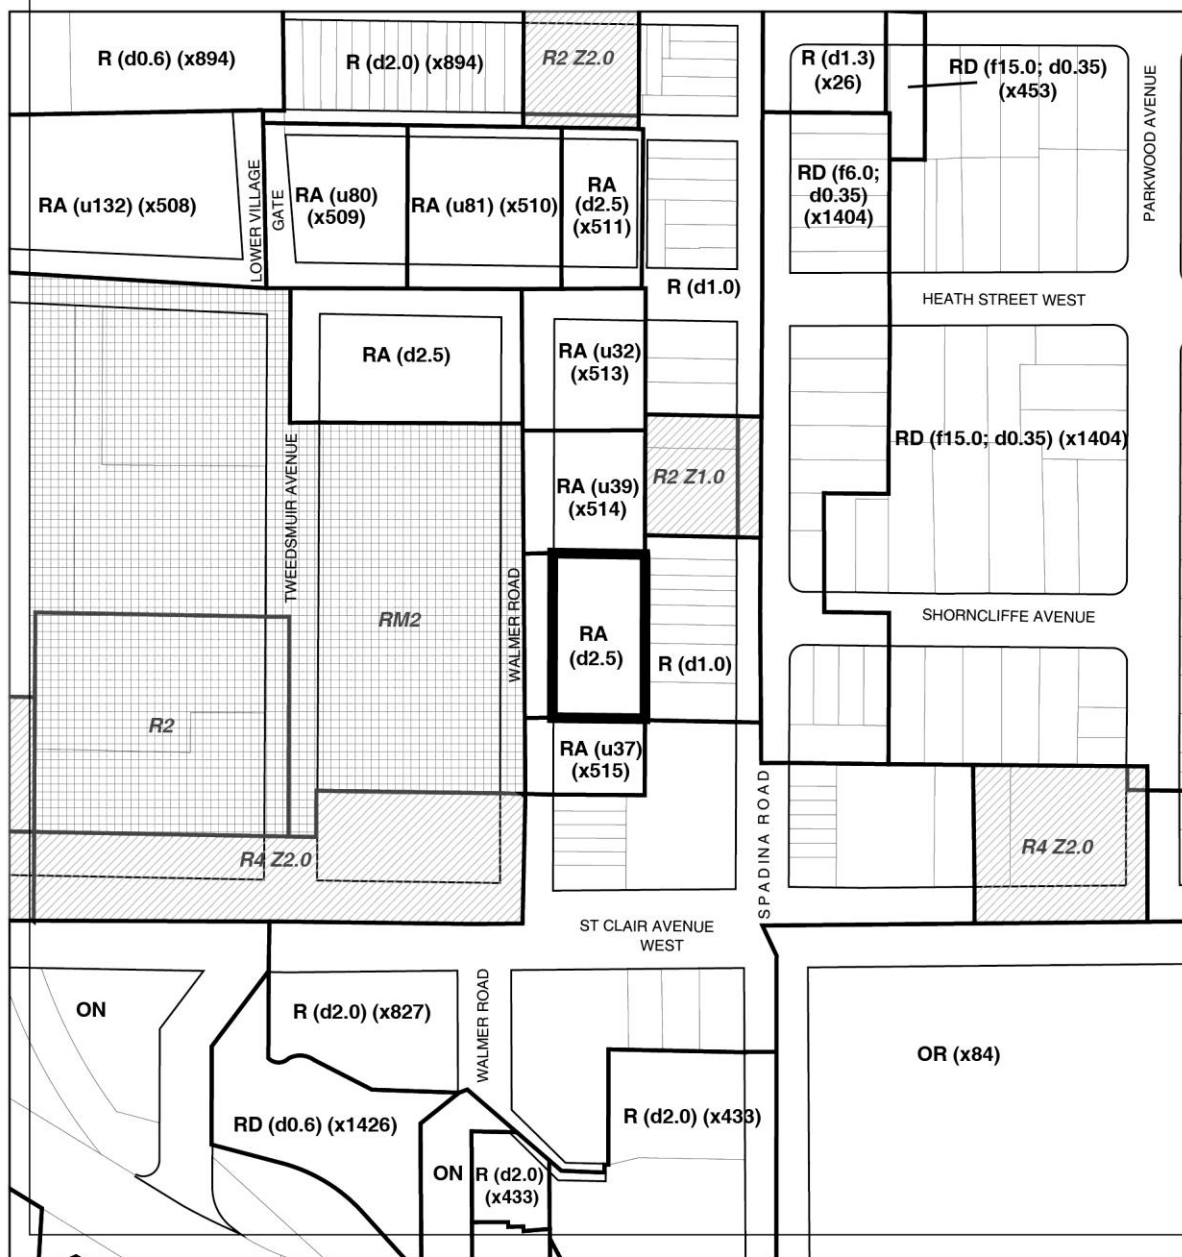 R (d0.6) (x894)
R (d2.0) (x894)
R2 Z2.0
R (d1.3)
(x26)
RD (f15.0; d0.35)
(x453)
PARKWOOD AVENUE
RA (u132) (x508)
LOWER VILLAGE
GATE
RA (u80)
(x509)
RA (u81) (x510)
RA
(d2.5)
(x511)
RD (f6.0;
d0.35)
(x1404)
R (d1.0)
HEATH STREET WEST
RA (d2.5)
RA (u32)
(x513)
TWEEDSMUIR AVENUE
RA (u39)
(x514)
R2 Z1.0
RD (f15.0; d0.35) (x1404)
RM2
WALMER ROAD
RA
(d2.5)
R (d1.0)
SHORNCLIFFE AVENUE
R2
RA (u37)
(x515)
SPADINA ROAD
R4 Z2.0
R4 Z2.0
ST CLAIR AVENUE
WEST
ON
R (d2.0) (x827)
WALMER ROAD
OR (x84)
RD (d0.6) (x1426)
R (d2.0) (x433)
ON
R (d2.0)
(x433)